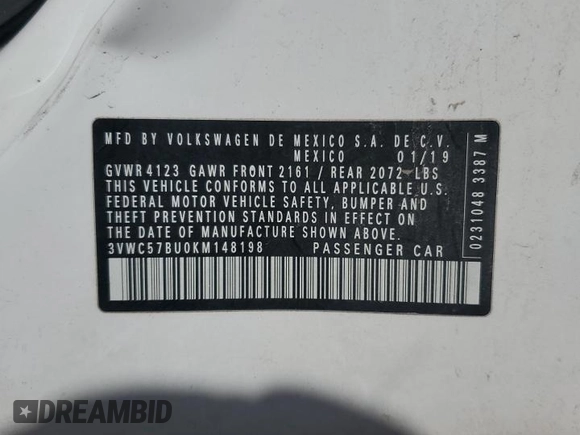 MFD BY VOLKSWAGEN DE MEXICO S.A. DE C.V.
MEXICO 01/19
GVWR 4123 GAWR FRONT 2161 / REAR 2072 LBS
THIS VEHICLE CONFORMS TO ALL APPLICABLE U.S.
FEDERAL MOTOR VEHICLE SAFETY, BUMPER AND
THEFT PREVENTION STANDARDS IN EFFECT ON
THE DATE OF MANUFACTURE SHOWN ABOVE.
3VWC57BU0KM148198 PASSENGER CAR
0231048 3387 M
DREAMBID